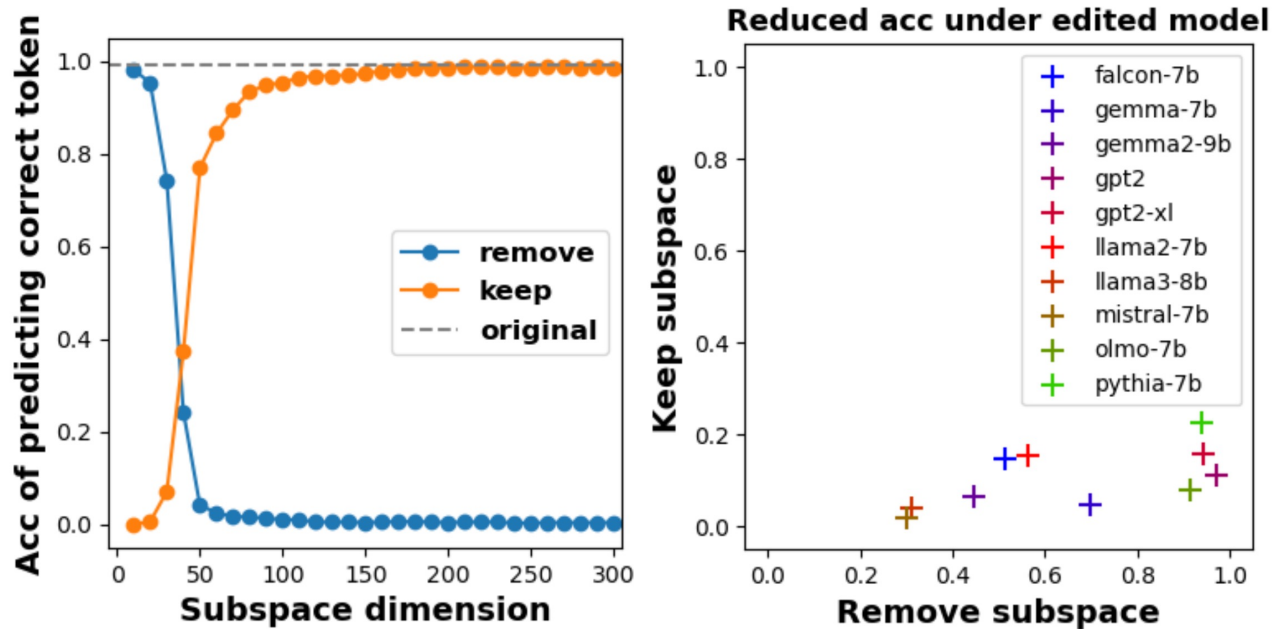 Acc of predicting correct token
1.0
0.8
0.6
0.4
0.2
0.0
remove
keep
original
0 50 100 150 200 250 300
Subspace dimension
Reduced acc under edited model
Keep subspace
1.0
0.8
0.6
0.4
0.2
0.0
falcon-7b
gemma-7b
gemma2-9b
gpt2
gpt2-xl
llama2-7b
llama3-8b
mistral-7b
olmo-7b
pythia-7b
0.0 0.2 0.4 0.6 0.8 1.0
Remove subspace